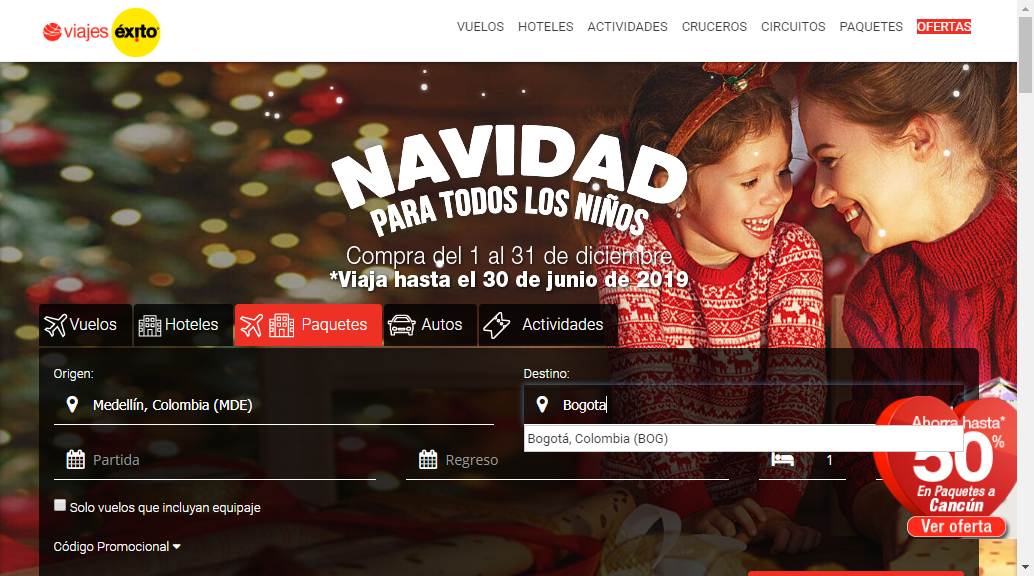 viajes éxito
VUELOS HOTELES ACTIVIDADES CRUCEROS CIRCUITOS PAQUETES OFERTAS
NAVIDAD
PARA TODOS LOS NIÑOS
Compra del 1 al 31 de diciembre
*Viaja hasta el 30 de junio de 2019
Vuelos Hoteles Paquetes Autos Actividades
Origen: Destino:
Medellín, Colombia (MDE) Bogota
Bogotá, Colombia (BOG)
Partida Regreso 1
Ahorra hasta*
50%
En Paquetes a
Cancún
Ver oferta
Solo vuelos que incluyan equipaje
Código Promocional